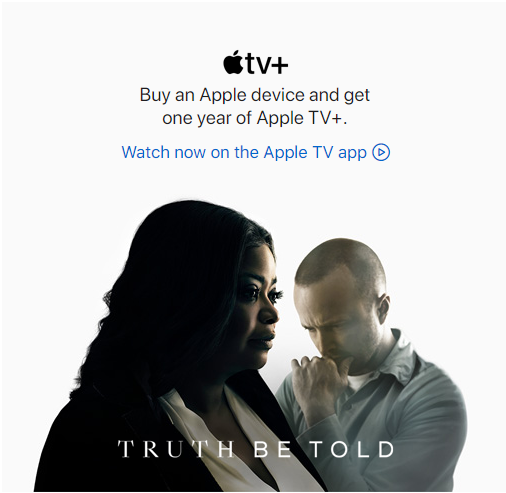 tv+
Buy an Apple device and get
one year of Apple TV+.
Watch now on the Apple TV app
TRUTH BE TOLD